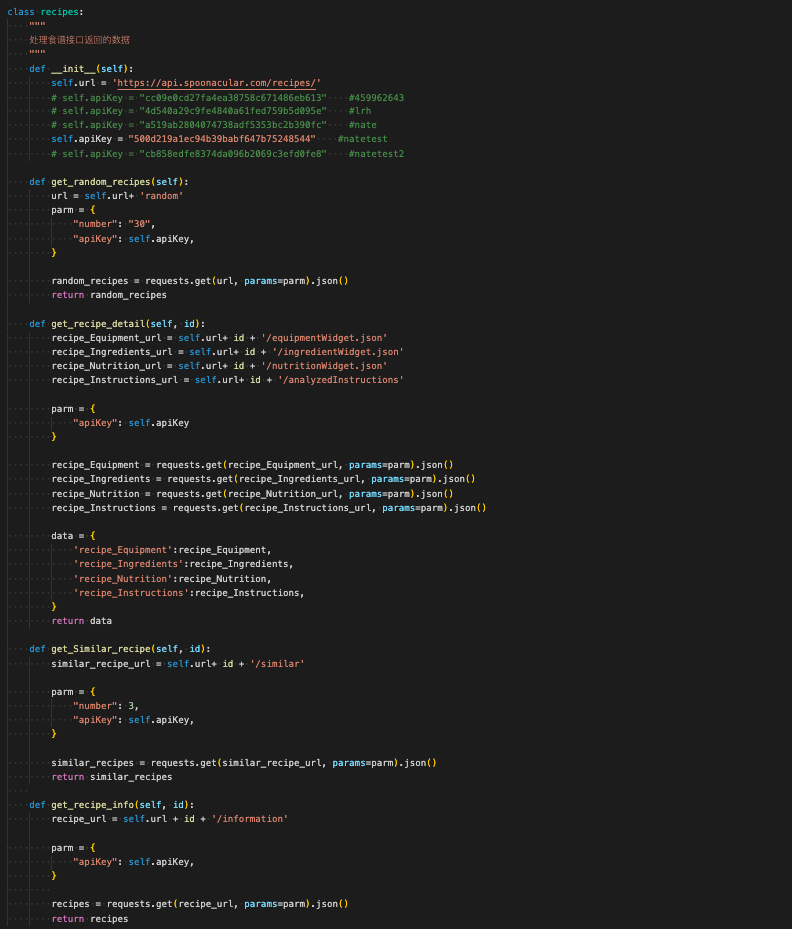 class recipes:
    """
    处理食谱接口返回的数据
    """
    def __init__(self):
        self.url = 'https://api.spoonacular.com/recipes/'
        # self.apiKey = "cc09e0cd27fa4ea38758c671486eb613"    #459962643
        # self.apiKey = "4d540a29c9fe4840a61fed759b5d095e"    #lrh
        # self.apiKey = "a519ab2804074738adf5353bc2b390fc"    #nate
        self.apiKey = "500d219a1ec94b39babf647b75248544"    #natetest
        # self.apiKey = "cb858edfe8374da096b2069c3efd0fe8"    #natetest2
    def get_random_recipes(self):
        url = self.url+ 'random'
        parm = {
            "number": "30",
            "apiKey": self.apiKey,
        }
        random_recipes = requests.get(url, params=parm).json()
        return random_recipes
    def get_recipe_detail(self, id):
        recipe_Equipment_url = self.url+ id + '/equipmentWidget.json'
        recipe_Ingredients_url = self.url+ id + '/ingredientWidget.json'
        recipe_Nutrition_url = self.url+ id + '/nutritionWidget.json'
        recipe_Instructions_url = self.url+ id + '/analyzedInstructions'
        parm = {
            "apiKey": self.apiKey
        }
        recipe_Equipment = requests.get(recipe_Equipment_url, params=parm).json()
        recipe_Ingredients = requests.get(recipe_Ingredients_url, params=parm).json()
        recipe_Nutrition = requests.get(recipe_Nutrition_url, params=parm).json()
        recipe_Instructions = requests.get(recipe_Instructions_url, params=parm).json()
        data = {
            'recipe_Equipment':recipe_Equipment,
            'recipe_Ingredients':recipe_Ingredients,
            'recipe_Nutrition':recipe_Nutrition,
            'recipe_Instructions':recipe_Instructions,
        }
        return data
    def get_Similar_recipe(self, id):
        similar_recipe_url = self.url+ id + '/similar'
        parm = {
            "number": 3,
            "apiKey": self.apiKey,
        }
        similar_recipes = requests.get(similar_recipe_url, params=parm).json()
        return similar_recipes
    def get_recipe_info(self, id):
        recipe_url = self.url + id + '/information'
        parm = {
            "apiKey": self.apiKey,
        }
        recipes = requests.get(recipe_url, params=parm).json()
        return recipes